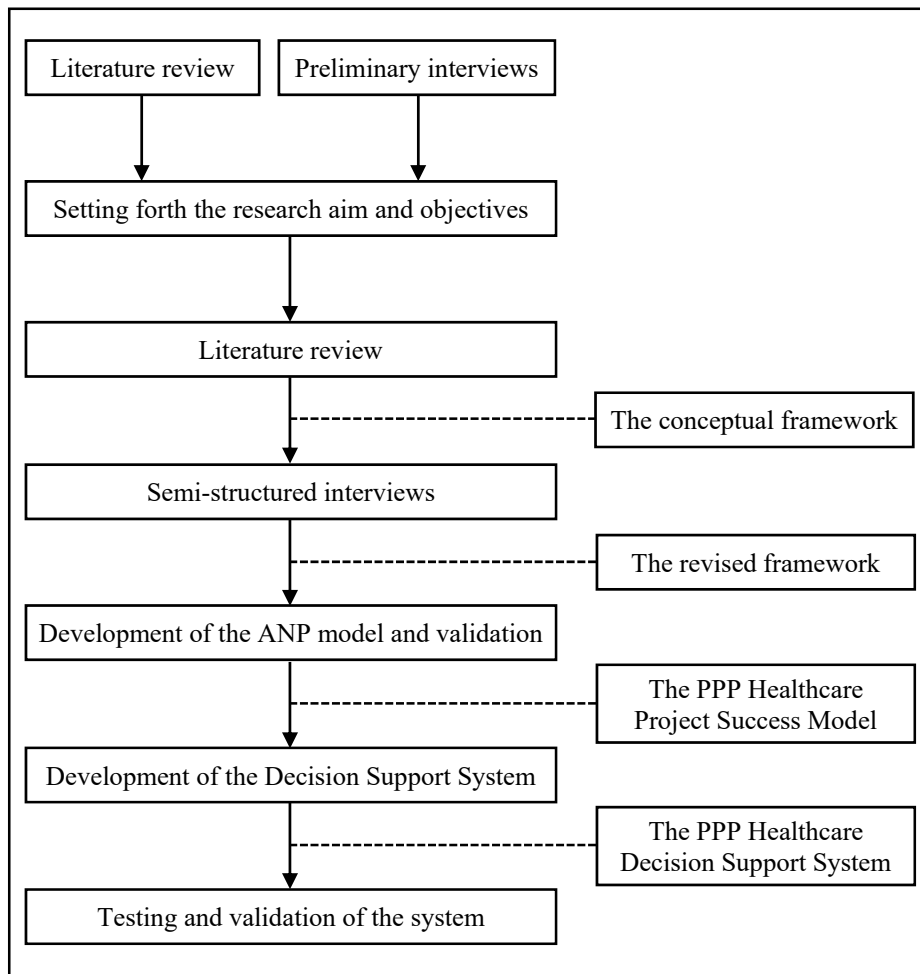 Literature review
Preliminary interviews
Setting forth the research aim and objectives
Literature review
The conceptual framework
Semi-structured interviews
The revised framework
Development of the ANP model and validation
The PPP Healthcare
Project Success Model
Development of the Decision Support System
The PPP Healthcare
Decision Support System
Testing and validation of the system